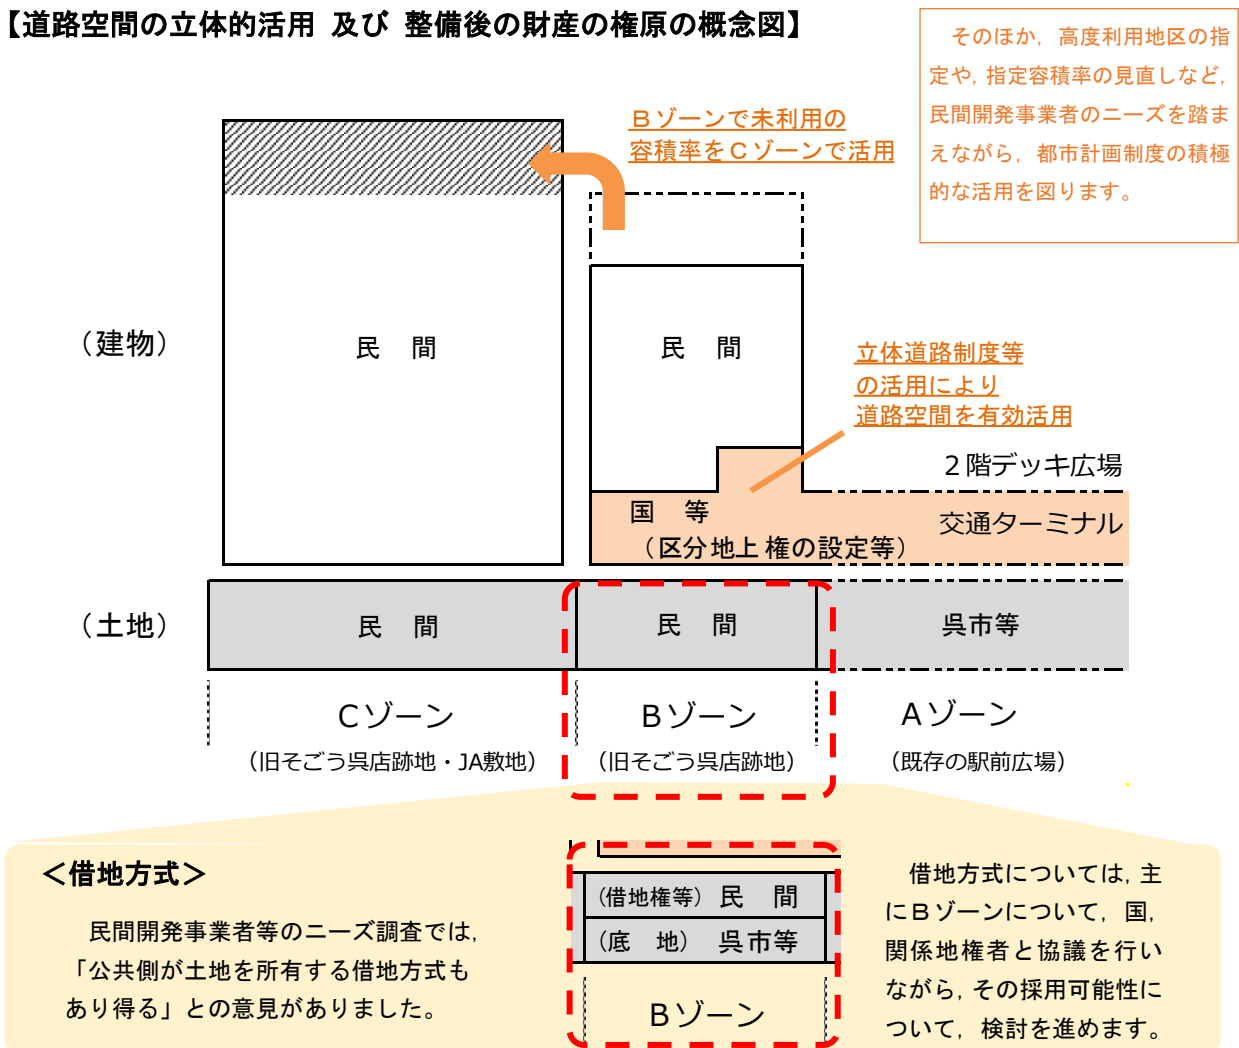 【道路空間の立体的活用 及び 整備後の財産の権原の概念図】
そのほか，高度利用地区の指
定や，指定容積率の見直しなど，
民間開発事業者のニーズを踏ま
えながら，都市計画制度の積極
的な活用を図ります。
Ｂゾーンで未利用の
容積率をＣゾーンで活用
（建物）
民　間
民　間
立体道路制度等
の活用により
道路空間を有効活用
２階デッキ広場
国　等
（区分地上権の設定等）
交通ターミナル
（土地）
民　間
民　間
呉市等
Cゾーン
（旧そごう呉店跡地・JA敷地）
Bゾーン
（旧そごう呉店跡地）
Aゾーン
（既存の駅前広場）
＜借地方式＞
民間開発事業者等のニーズ調査では，
「公共側が土地を所有する借地方式も
あり得る」との意見がありました。
（借地権等）民　間
（底　地）呉市等
Bゾーン
借地方式については，主
にＢゾーンについて，国，
関係地権者と協議を行い
ながら，その採用可能性に
ついて，検討を進めます。